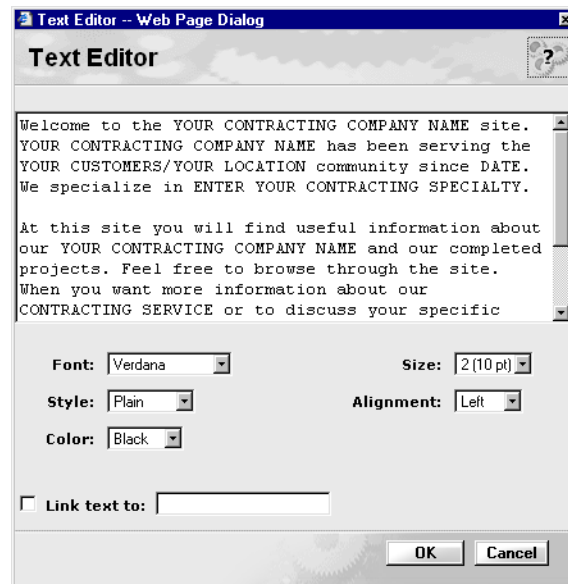 Text Editor -- Web Page Dialog
Text Editor
?
Welcome to the YOUR CONTRACTING COMPANY NAME site.
YOUR CONTRACTING COMPANY NAME has been serving the
YOUR CUSTOMERS/YOUR LOCATION community since DATE.
We specialize in ENTER YOUR CONTRACTING SPECIALTY.
At this site you will find useful information about
our YOUR CONTRACTING COMPANY NAME and our completed
projects. Feel free to browse through the site.
When you want more information about our
CONTRACTING SERVICE or to discuss your specific
Font: Verdana Size: 2 (10 pt)
Style: Plain Alignment: Left
Color: Black
Link text to:
OK Cancel